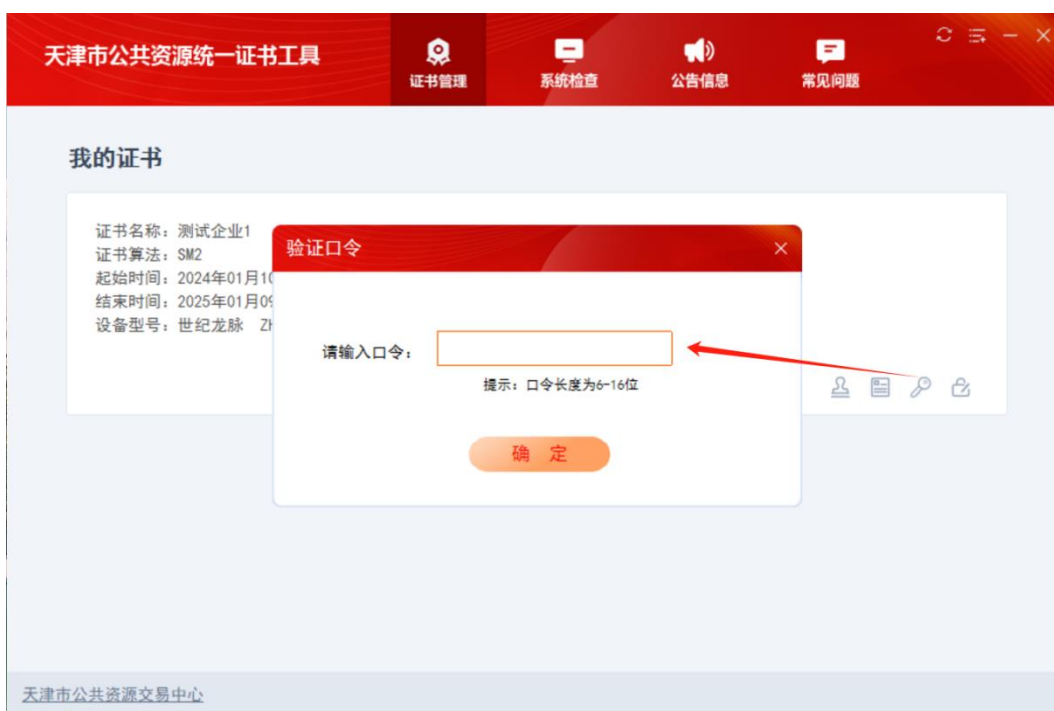 天津市公共资源统一证书工具
证书管理
系统检查
公告信息
常见问题
我的证书
证书名称：测试企业1
证书算法：SM2
起始时间：2024年01月10
结束时间：2025年01月09
设备型号：世纪龙脉 ZH
验证口令
请输入口令：
提示：口令长度为6-16位
确 定
天津市公共资源交易中心